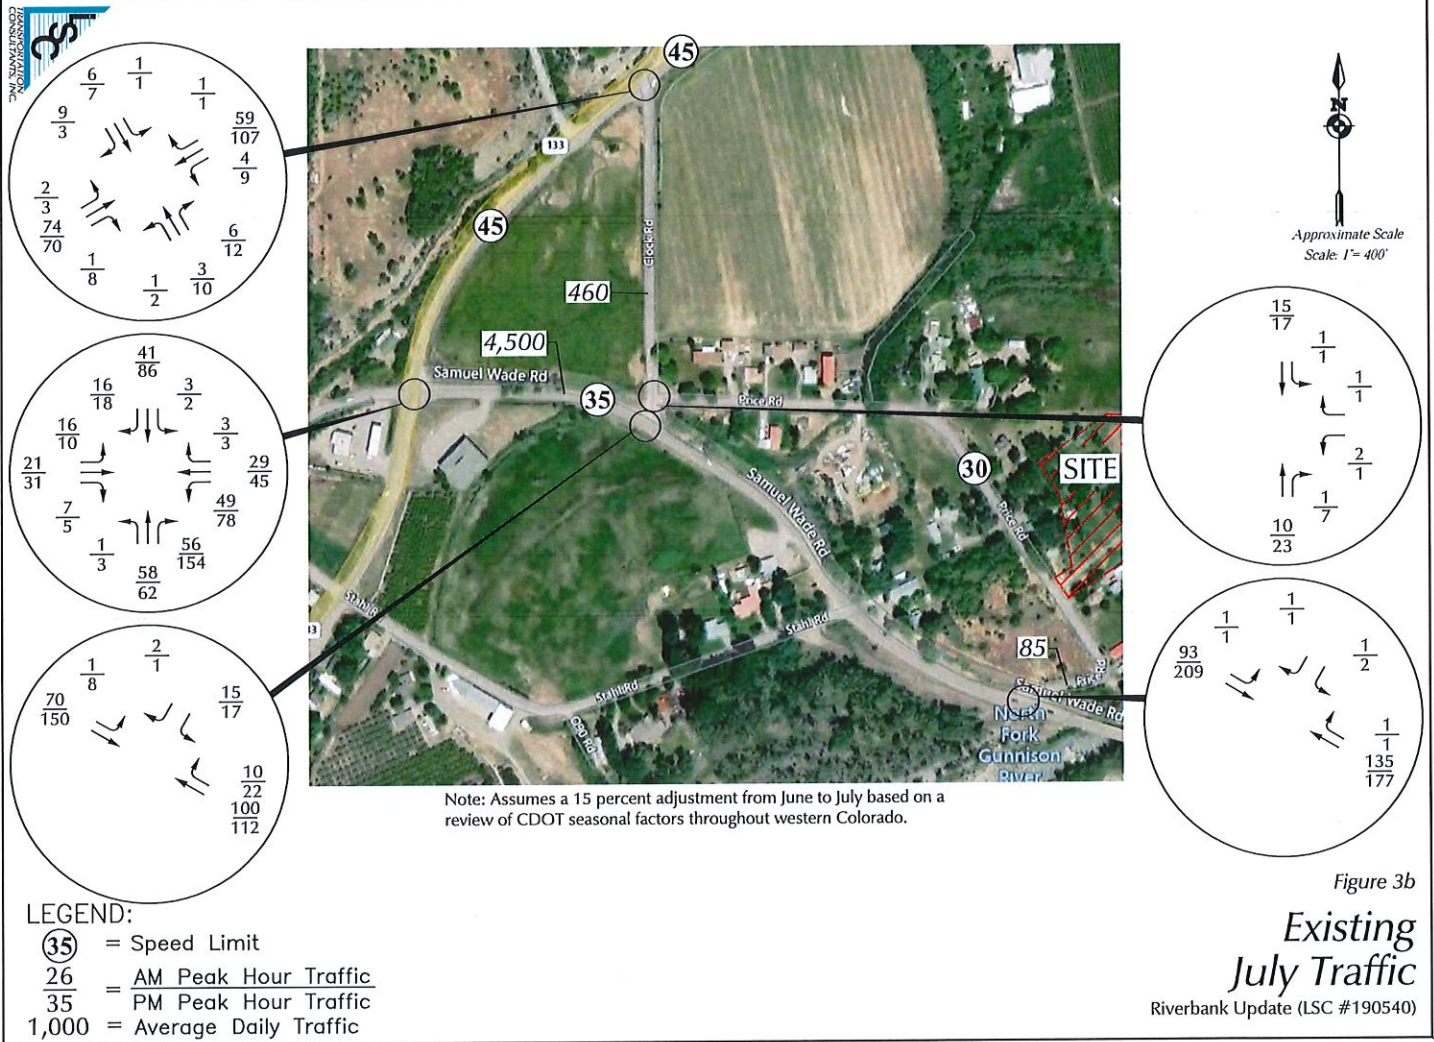 LSC
TRANSPORTATION
CONSULTANTS, INC.
6
7
1
1
1
1
59
107
4
9
9
3
2
3
74
70
1
8
1
2
3
10
6
12
41
86
16
18
3
2
16
10
3
3
21
31
29
45
7
5
49
78
1
3
58
62
56
154
2
1
1
8
70
150
15
17
10
22
100
112
45
133
45
Clock Rd
460
4,500
Samuel Wade Rd
35
Price Rd
30
SITE
Samuel Wade Rd
Price Rd
Stahl R
Stahl Rd
Stahl Rd
O90 Rd
85
Price Rd
Samuel Wade Rd
North
Fork
Gunnison
River
N
Approximate Scale
Scale: 1"= 400'
15
17
1
1
1
1
2
1
1
7
10
23
1
1
1
1
93
209
1
2
1
1
135
177
Note: Assumes a 15 percent adjustment from June to July based on a
review of CDOT seasonal factors throughout western Colorado.
LEGEND:
35 = Speed Limit
26 = AM Peak Hour Traffic
35 PM Peak Hour Traffic
1,000 = Average Daily Traffic
Figure 3b
Existing
July Traffic
Riverbank Update (LSC #190540)